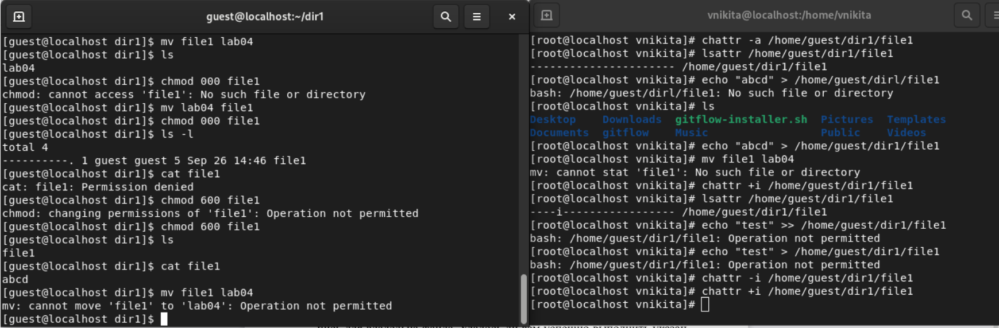 guest@localhost:~/dir1
[guest@localhost dir1]$ mv file1 lab04
[guest@localhost dir1]$ ls
lab04
[guest@localhost dir1]$ chmod 000 file1
chmod: cannot access 'file1': No such file or directory
[guest@localhost dir1]$ mv lab04 file1
[guest@localhost dir1]$ chmod 000 file1
[guest@localhost dir1]$ ls -l
total 4
----------. 1 guest guest 5 Sep 26 14:46 file1
[guest@localhost dir1]$ cat file1
cat: file1: Permission denied
[guest@localhost dir1]$ chmod 600 file1
chmod: changing permissions of 'file1': Operation not permitted
[guest@localhost dir1]$ chmod 600 file1
[guest@localhost dir1]$ ls
file1
[guest@localhost dir1]$ cat file1
abcd
[guest@localhost dir1]$ mv file1 lab04
mv: cannot move 'file1' to 'lab04': Operation not permitted
[guest@localhost dir1]$
vnikita@localhost:/home/vnikita
[root@localhost vnikita]# chattr -a /home/guest/dir1/file1
[root@localhost vnikita]# lsattr /home/guest/dir1/file1
---------------------- /home/guest/dir1/file1
[root@localhost vnikita]# echo "abcd" > /home/guest/dirl/file1
bash: /home/guest/dirl/file1: No such file or directory
[root@localhost vnikita]# ls
Desktop Downloads gitflow-installer.sh Pictures Templates
Documents gitflow Music Public Videos
[root@localhost vnikita]# echo "abcd" > /home/guest/dir1/file1
[root@localhost vnikita]# mv file1 lab04
mv: cannot stat 'file1': No such file or directory
[root@localhost vnikita]# chattr +i /home/guest/dir1/file1
[root@localhost vnikita]# lsattr /home/guest/dir1/file1
----i----------------- /home/guest/dir1/file1
[root@localhost vnikita]# echo "test" >> /home/guest/dir1/file1
bash: /home/guest/dir1/file1: Operation not permitted
[root@localhost vnikita]# echo "test" > /home/guest/dir1/file1
bash: /home/guest/dir1/file1: Operation not permitted
[root@localhost vnikita]# chattr -i /home/guest/dir1/file1
[root@localhost vnikita]# chattr +i /home/guest/dir1/file1
[root@localhost vnikita]#